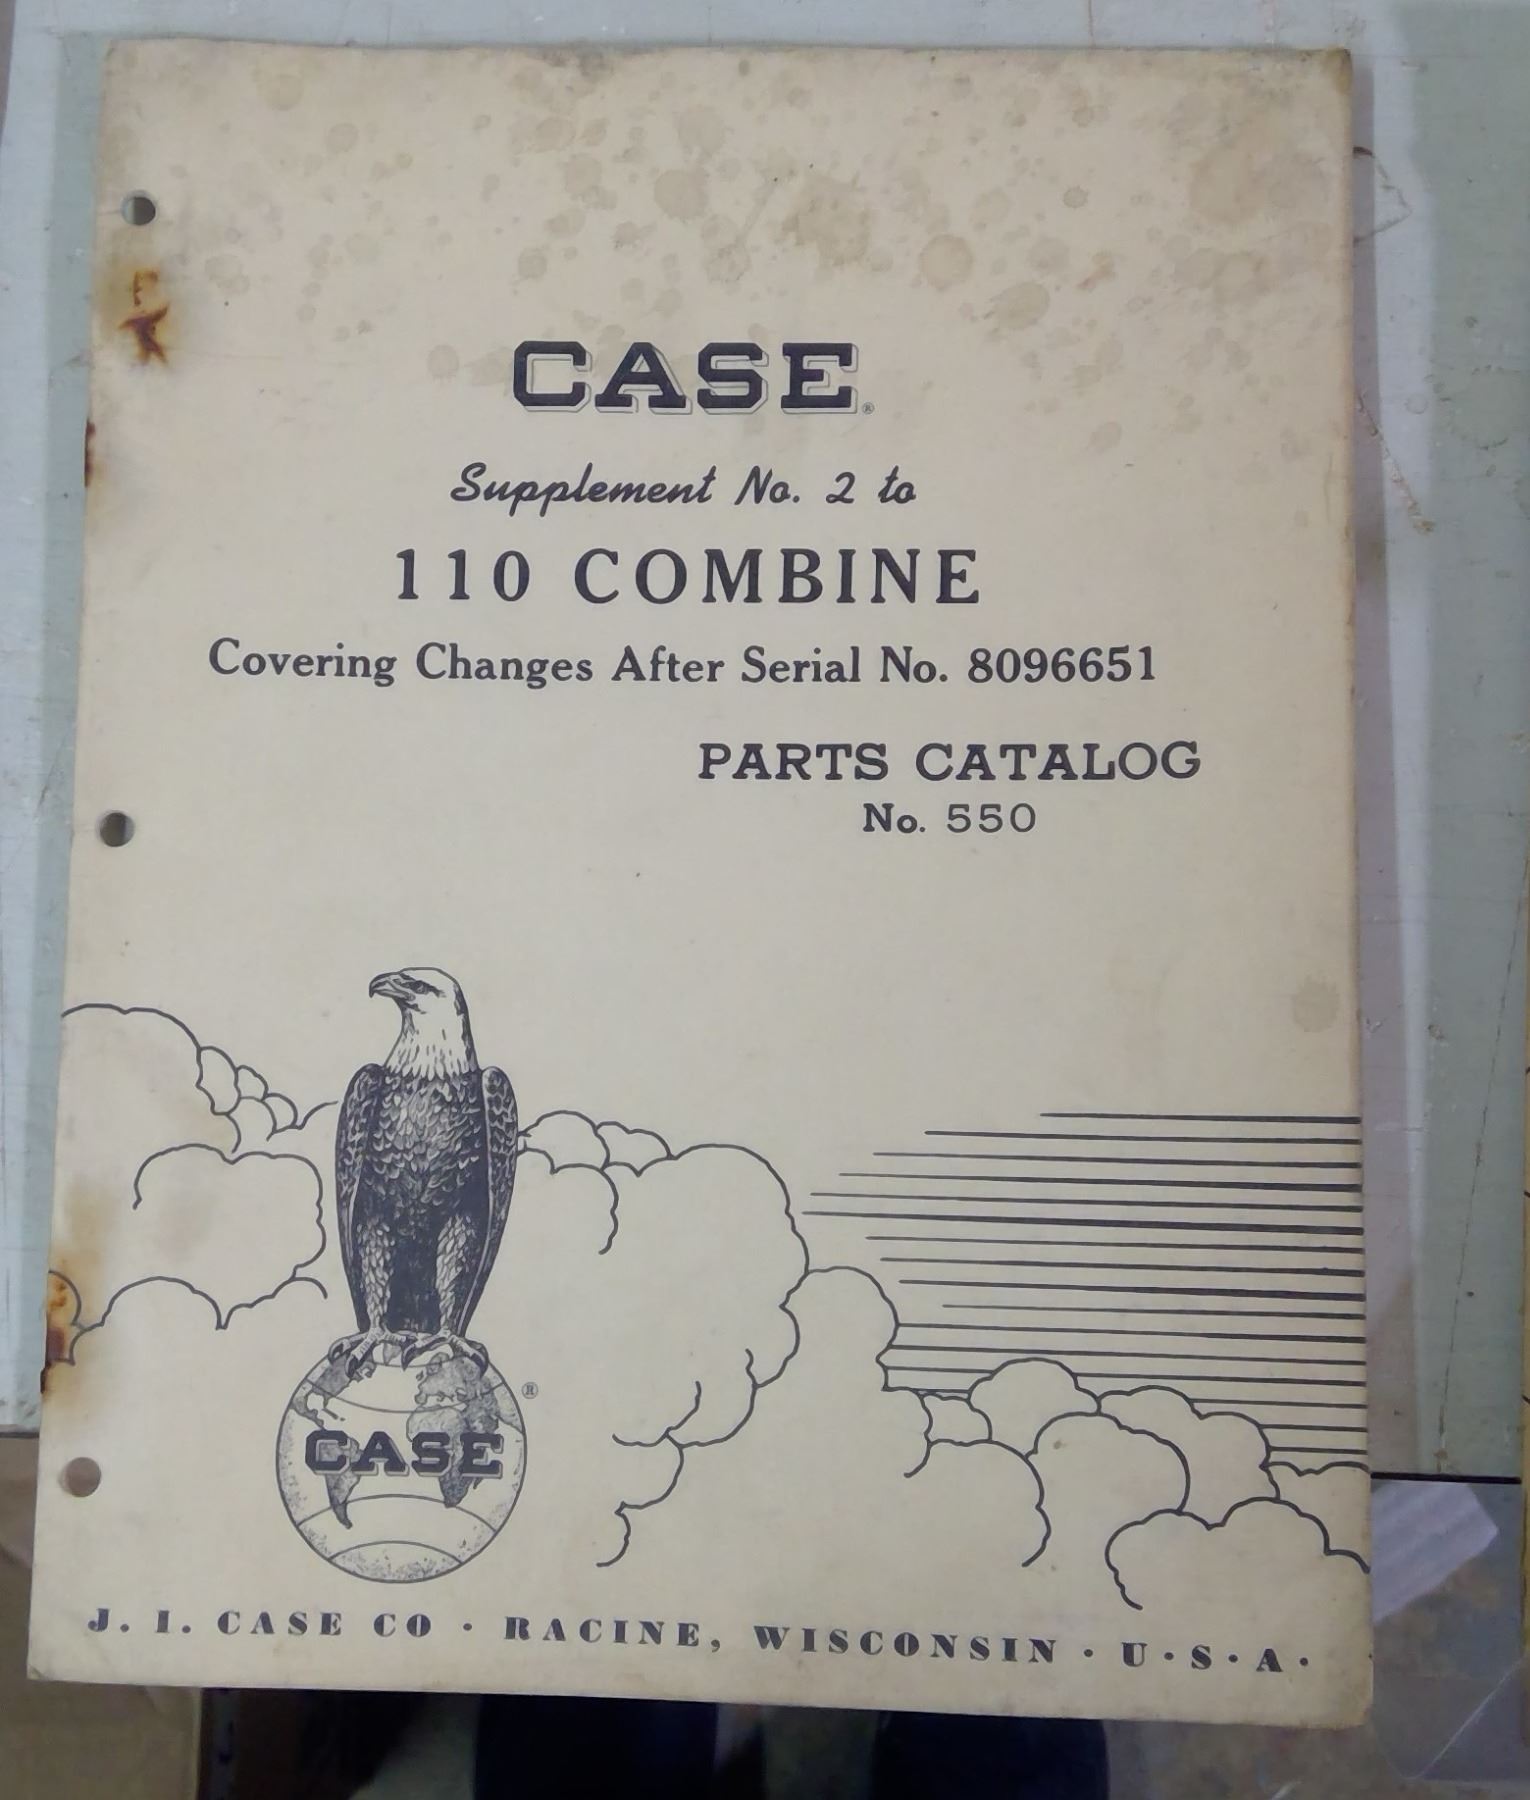 CASE®
Supplement No. 2 to
110 COMBINE
Covering Changes After Serial No. 8096651
PARTS CATALOG
No. 550
®
CASE
J. I. CASE CO · RACINE, WISCONSIN · U·S·A·